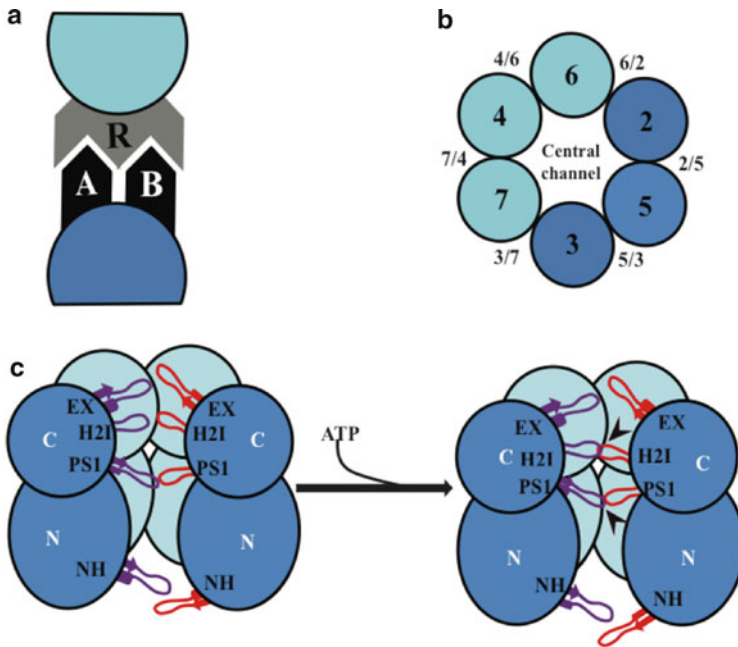 a
R
A B
b
4/6 6 6/2
4 2
7/4 Central channel 2/5
7 5
3/7 3 5/3
c
EX EX
C H2I H2I C
PS1 PS1
N N
NH NH
ATP
EX EX
C H2I H2I C
PS1 PS1
N N
NH NH